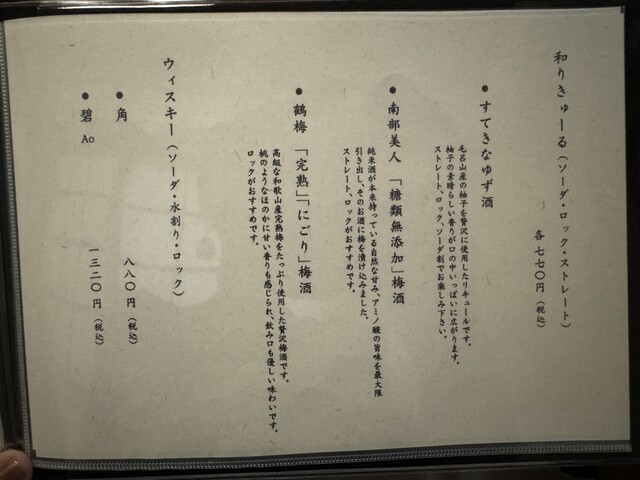 和りきゅーる（ソーダ・ロック・ストレート）
各 七七〇円（税込）
● すてきなゆず酒
毛呂山産の柚子を贅沢に使用したリキュールです。
柚子の素晴らしい香りが口の中いっぱいに広がります。
ストレート、ロック、ソーダ割でお楽しみ下さい。
● 南部美人 「糖類無添加」梅酒
純米酒が本来持っている自然な甘み、アミノ酸の旨味を最大限
引き出し、そのお酒に梅を漬け込みました。
ストレート、ロックがおすすめです。
● 鶴梅 「完熟」「にごり」梅酒
高級な和歌山産完熟梅をたっぷり使用した贅沢梅酒です。
桃のようなほのかに甘い香りも感じられ、飲み口も優しい味わいです。
ロックがおすすめです。
ウィスキー（ソーダ・水割り・ロック）
● 角 八八〇円（税込）
● 碧 Ao 一三二〇円（税込）